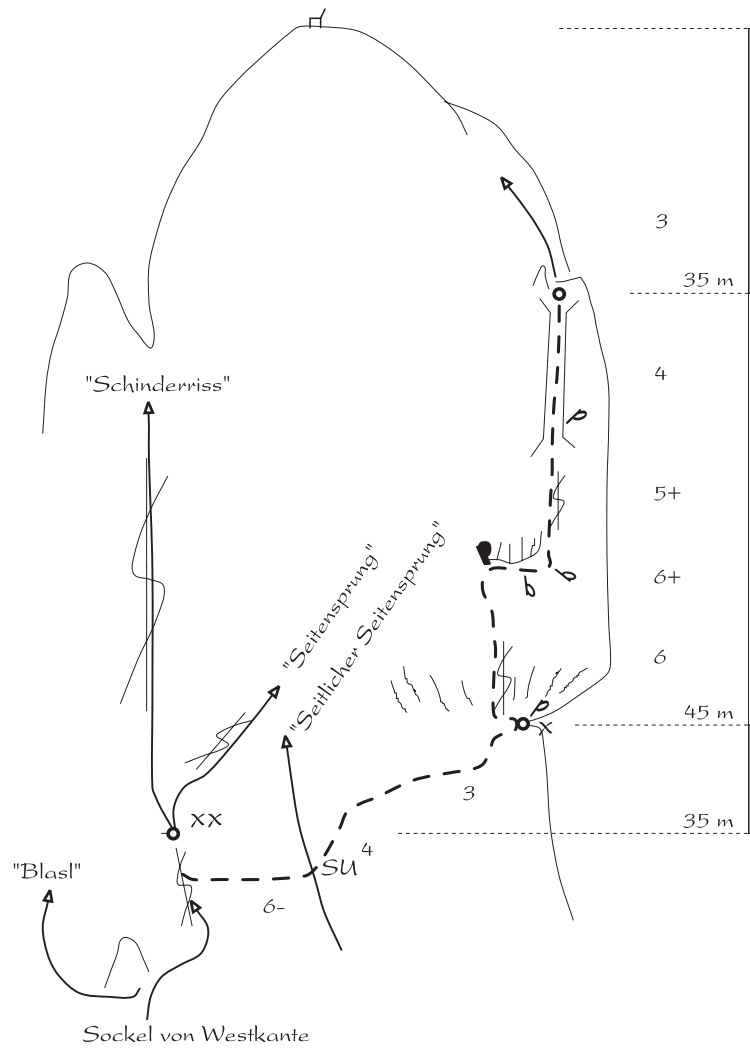 3
35 m
4
"Schinderriss"
5+
"Seitensprung"
"Seitlicher Seitensprung"
6+
6
45 m
x
3
xx
35 m
4
SU
"Blasl"
6-
Sockel von Westkante